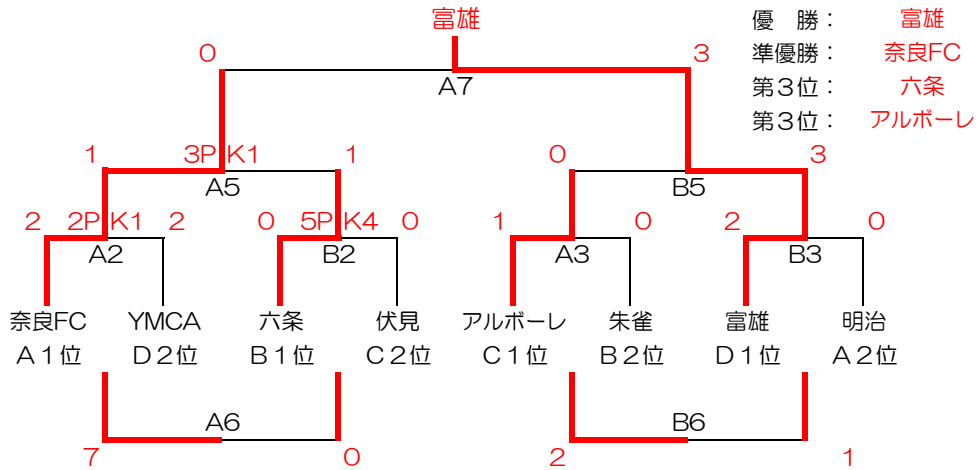 富雄
優　勝： 富雄
準優勝： 奈良FC
第３位： 六条
第３位： アルボーレ
0 3
A7
1 3P K1 1 0 3
A5 B5
2 2P K1 2 0 5P K4 0 1 0 2 0
A2 B2 A3 B3
奈良FC YMCA 六条 伏見 アルボーレ 朱雀 富雄 明治
A１位 D２位 B１位 C２位 C１位 B２位 D１位 A２位
A6 B6
7 0 2 1